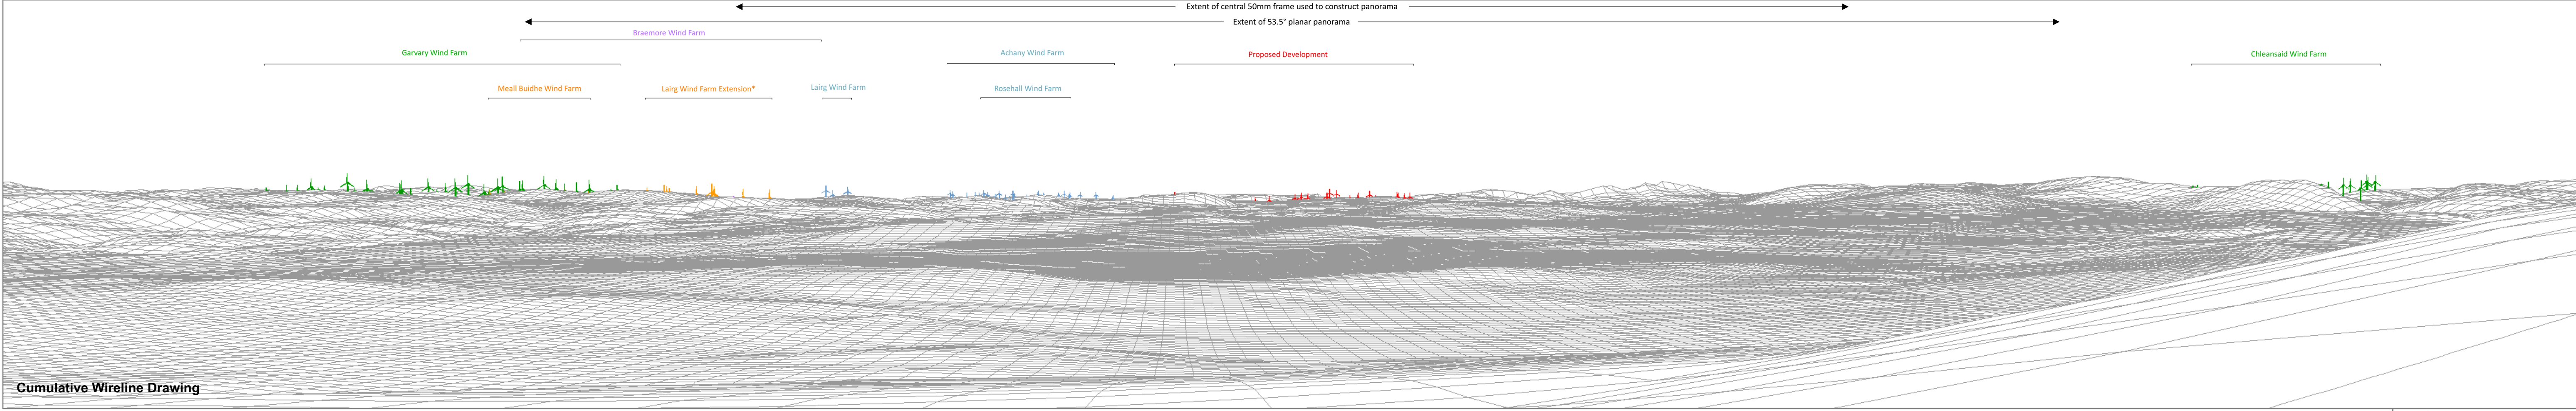 Extent of central 50mm frame used to construct panorama
Extent of 53.5° planar panorama
Braemore Wind Farm
Garvary Wind Farm
Achany Wind Farm
Proposed Development
Chleansaid Wind Farm
Meall Buidhe Wind Farm
Lairg Wind Farm Extension*
Lairg Wind Farm
Rosehall Wind Farm
Cumulative Wireline Drawing